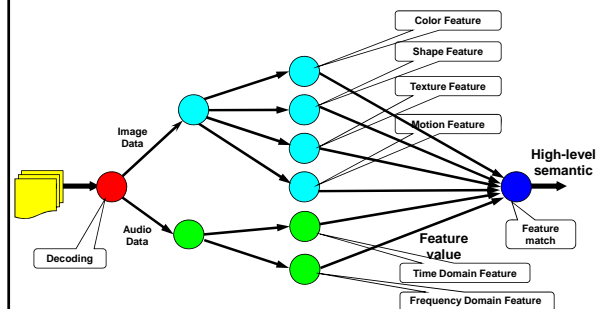 Color Feature
Shape Feature
Texture Feature
Motion Feature
Image
Data
High-level
semantic
Audio
Data
Decoding
Feature
value
Feature
match
Time Domain Feature
Frequency Domain Feature